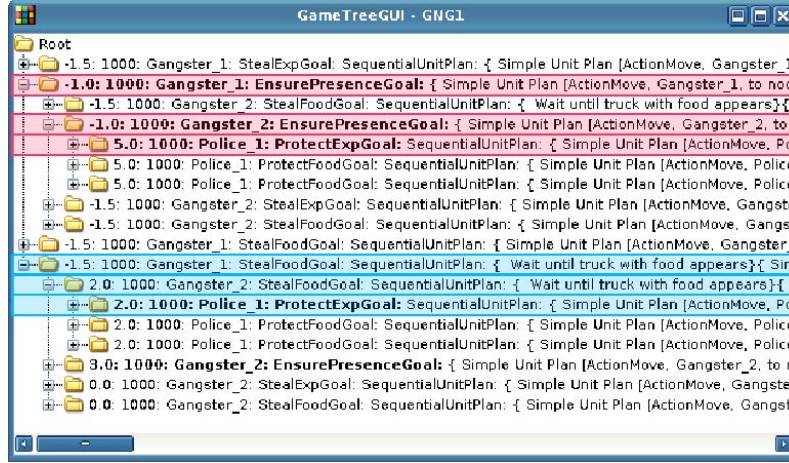 GameTreeGUI - GNG1
Root
-1.5: 1000: Gangster_1: StealExpGoal: SequentialUnitPlan: { Simple Unit Plan [ActionMove, Gangster_1
-1.0: 1000: Gangster_1: EnsurePresenceGoal: { Simple Unit Plan [ActionMove, Gangster_1, to nod
-1.5: 1000: Gangster_2: StealFoodGoal: SequentialUnitPlan: { Wait until truck with food appears}{
-1.0: 1000: Gangster_2: EnsurePresenceGoal: { Simple Unit Plan [ActionMove, Gangster_2, to
5.0: 1000: Police_1: ProtectExpGoal: SequentialUnitPlan: { Simple Unit Plan [ActionMove, Po
5.0: 1000: Police_1: ProtectFoodGoal: SequentialUnitPlan: { Simple Unit Plan [ActionMove, Police
5.0: 1000: Police_1: ProtectFoodGoal: SequentialUnitPlan: { Simple Unit Plan [ActionMove, Police
-1.5: 1000: Gangster_2: StealExpGoal: SequentialUnitPlan: { Simple Unit Plan [ActionMove, Gangst
-1.5: 1000: Gangster_2: StealFoodGoal: SequentialUnitPlan: { Simple Unit Plan [ActionMove, Gangs
-1.5: 1000: Gangster_1: StealFoodGoal: SequentialUnitPlan: { Simple Unit Plan [ActionMove, Gangster_
-1.5: 1000: Gangster_1: StealFoodGoal: SequentialUnitPlan: { Wait until truck with food appears}{ Sim
2.0: 1000: Gangster_2: StealFoodGoal: SequentialUnitPlan: { Wait until truck with food appears}{
2.0: 1000: Police_1: ProtectExpGoal: SequentialUnitPlan: { Simple Unit Plan [ActionMove, Po
2.0: 1000: Police_1: ProtectFoodGoal: SequentialUnitPlan: { Simple Unit Plan [ActionMove, Police
2.0: 1000: Police_1: ProtectFoodGoal: SequentialUnitPlan: { Simple Unit Plan [ActionMove, Police
3.0: 1000: Gangster_2: EnsurePresenceGoal: { Simple Unit Plan [ActionMove, Gangster_2, to
0.0: 1000: Gangster_2: StealExpGoal: SequentialUnitPlan: { Simple Unit Plan [ActionMove, Gangste
0.0: 1000: Gangster_2: StealFoodGoal: SequentialUnitPlan: { Simple Unit Plan [ActionMove, Gangst